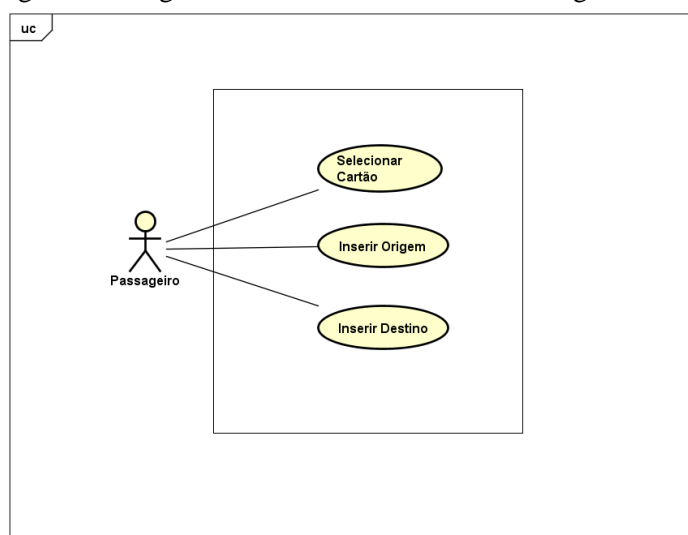 uc
Selecionar
Cartão
Inserir Origem
Passageiro
Inserir Destino